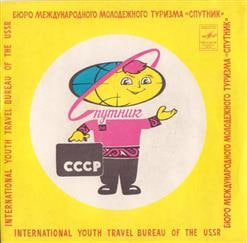 БЮРО МЕЖДУНАРОДНОГО МОЛОДЕЖНОГО ТУРИЗМА «СПУТНИК»
INTERNATIONAL YOUTH TRAVEL BUREAU OF THE USSR
Спутник
СССР
INTERNATIONAL YOUTH TRAVEL BUREAU OF THE USSR
БЮРО МЕЖДУНАРОДНОГО МОЛОДЕЖНОГО ТУРИЗМА «СПУТНИК»